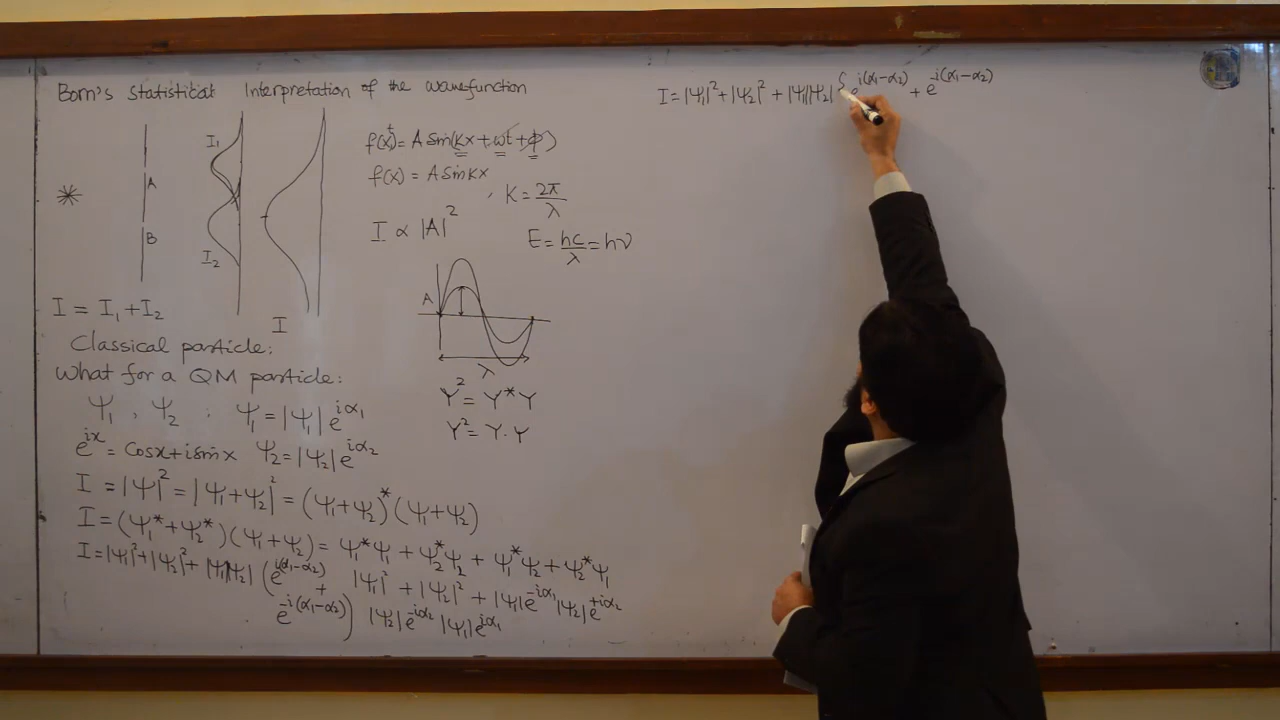 Born's Statistical Interpretation of the wavefunction
I₁
A
B
I₂
I
f(x)ᵗ = A Sin(Kx+ωt+ϕ)
f(x) = A Sin Kx
, K = 2π/λ
I ∝ |A|²
E = hc/λ = hν
A
λ
Y² = Y*Y
Y² = Y.Y
I = I₁+I₂
Classical particle:
What for a QM particle:
Ψ₁ , Ψ₂ ; Ψ₁ = |Ψ₁| e^{iα₁}
e^{ix} = Cosx+isinx Ψ₂ = |Ψ₂| e^{iα₂}
I = |Ψ|² = |Ψ₁+Ψ₂|² = (Ψ₁+Ψ₂)* (Ψ₁+Ψ₂)
I = (Ψ₁*+Ψ₂*)(Ψ₁+Ψ₂) = Ψ₁*Ψ₁ + Ψ₂*Ψ₂ + Ψ₁*Ψ₂ + Ψ₂*Ψ₁
I = |Ψ₁|²+|Ψ₂|²+ |Ψ₁||Ψ₂| (e^{i(α₁-α₂)} +
e^{-i(α₁-α₂)})
|Ψ₁|² + |Ψ₂|² + |Ψ₁|e^{-iα₁}|Ψ₂|e^{+iα₂}
|Ψ₂|e^{-iα₂} |Ψ₁|e^{iα₁}
I = |Ψ₁|²+|Ψ₂|² + |Ψ₁||Ψ₂| { e^{i(α₁-α₂)} + e^{-i(α₁-α₂)}